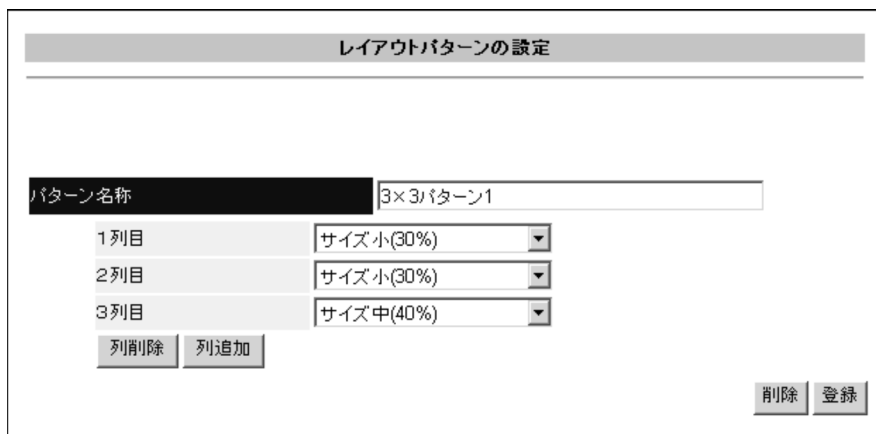 レイアウトパターンの設定
パターン名称 3×3パターン1
1列目 サイズ小(30%)
2列目 サイズ小(30%)
3列目 サイズ中(40%)
列削除 列追加
削除 登録